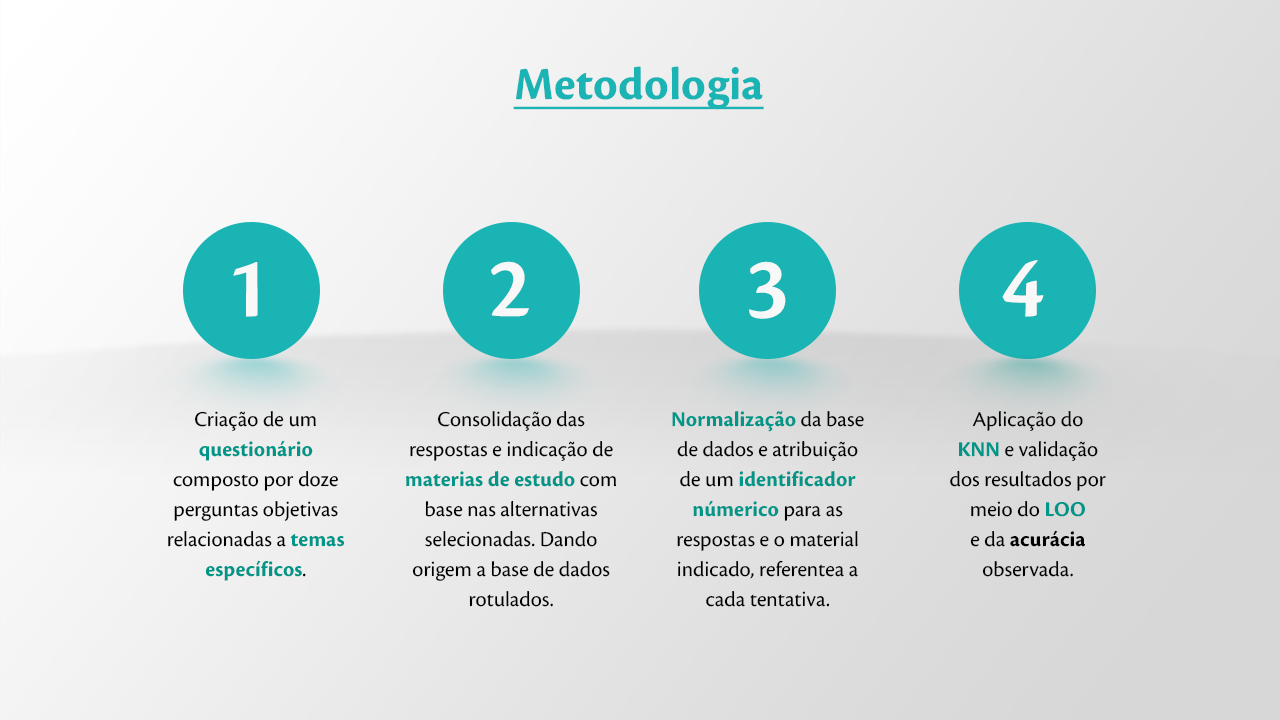 Metodologia
1
2
3
4
Criação de um
questionário
composto por doze
perguntas objetivas
relacionadas a temas
específicos.
Consolidação das
respostas e indicação de
materias de estudo com
base nas alternativas
selecionadas. Dando
origem a base de dados
rotulados.
Normalização da base
de dados e atribuição
de um identificador
númerico para as
respostas e o material
indicado, referentea a
cada tentativa.
Aplicação do
KNN e validação
dos resultados por
meio do LOO
e da acurácia
observada.